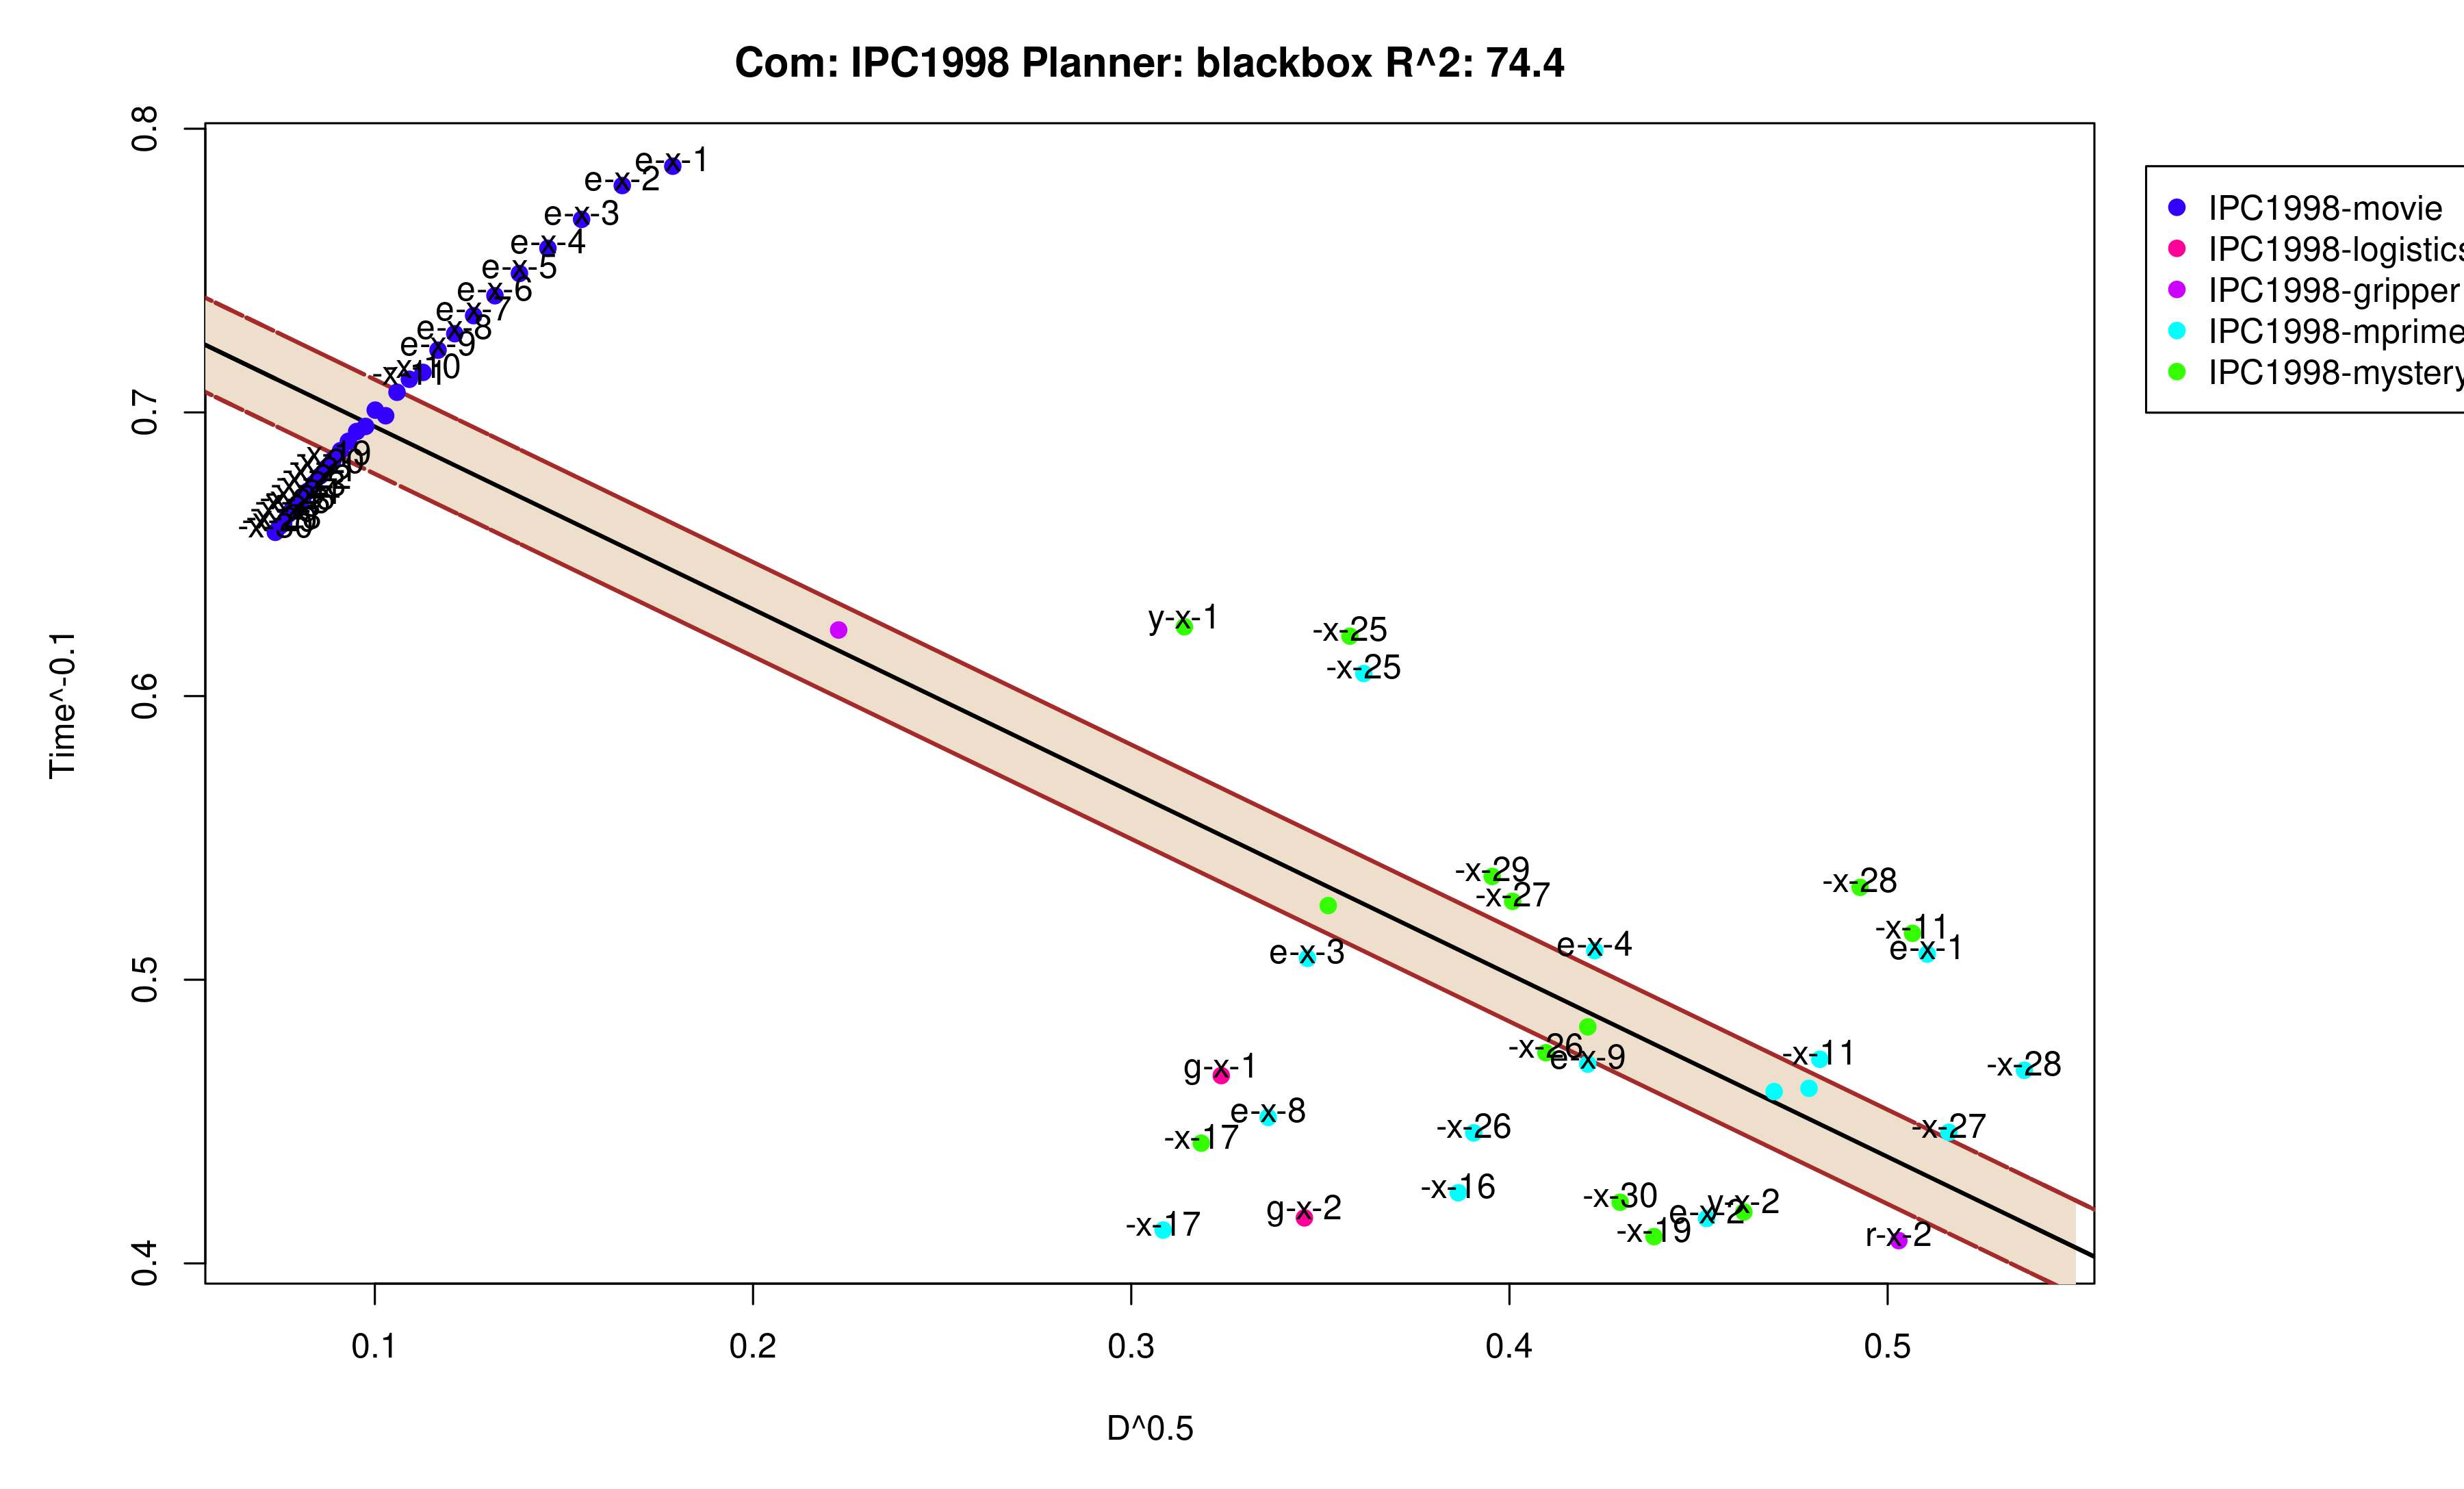 Com: IPC1998 Planner: blackbox R^2: 74.4
0.8
0.7
0.6
0.5
0.4
Time^-0.1
0.1
0.2
0.3
0.4
0.5
D^0.5
IPC1998-movie
IPC1998-logistics
IPC1998-gripper
IPC1998-mprime
IPC1998-mystery
e-x-1
e-x-2
e-x-3
e-x-4
e-x-5
e-x-6
e-x-7
e-x-8
e-x-9
-x-10
-x-11
-x-30
y-x-1
-x-25
-x-25
-x-29
-x-27
-x-28
-x-11
e-x-1
e-x-4
e-x-3
-x-26
e-x-9
-x-11
-x-28
g-x-1
e-x-8
-x-17
-x-26
-x-27
-x-16
-x-30
y-x-2
e-x-2
g-x-2
-x-17
-x-19
r-x-2